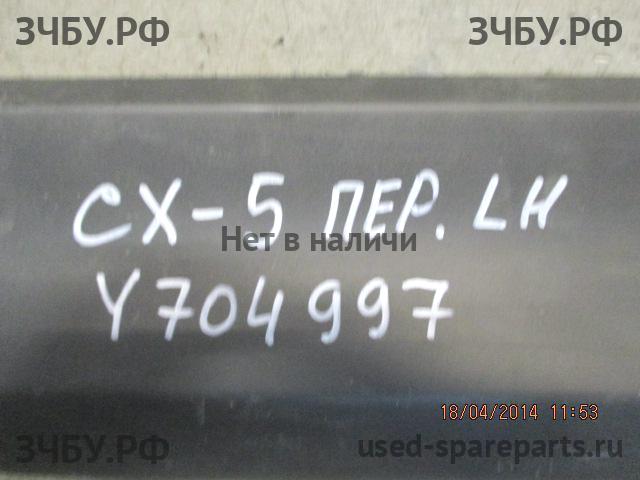 ЗЧБУ.РФ ЗЧБУ.РФ
CX-5 ПЕР. LH
Нет в наличи
Y704997
18/04/2014 11:53
ЗЧБУ.РФ used-spareparts.ru